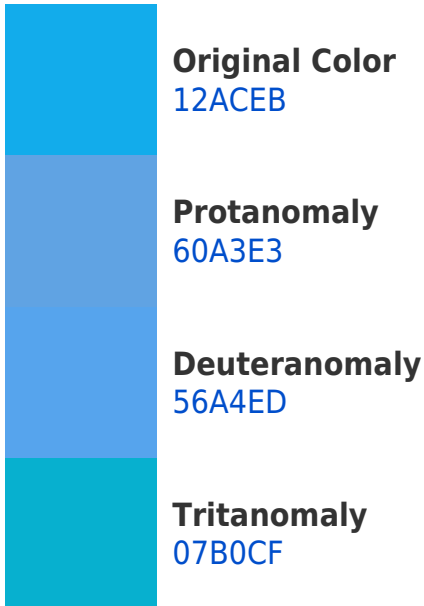 Original Color
12ACEB
Protanomaly
60A3E3
Deuteranomaly
56A4ED
Tritanomaly
07B0CF